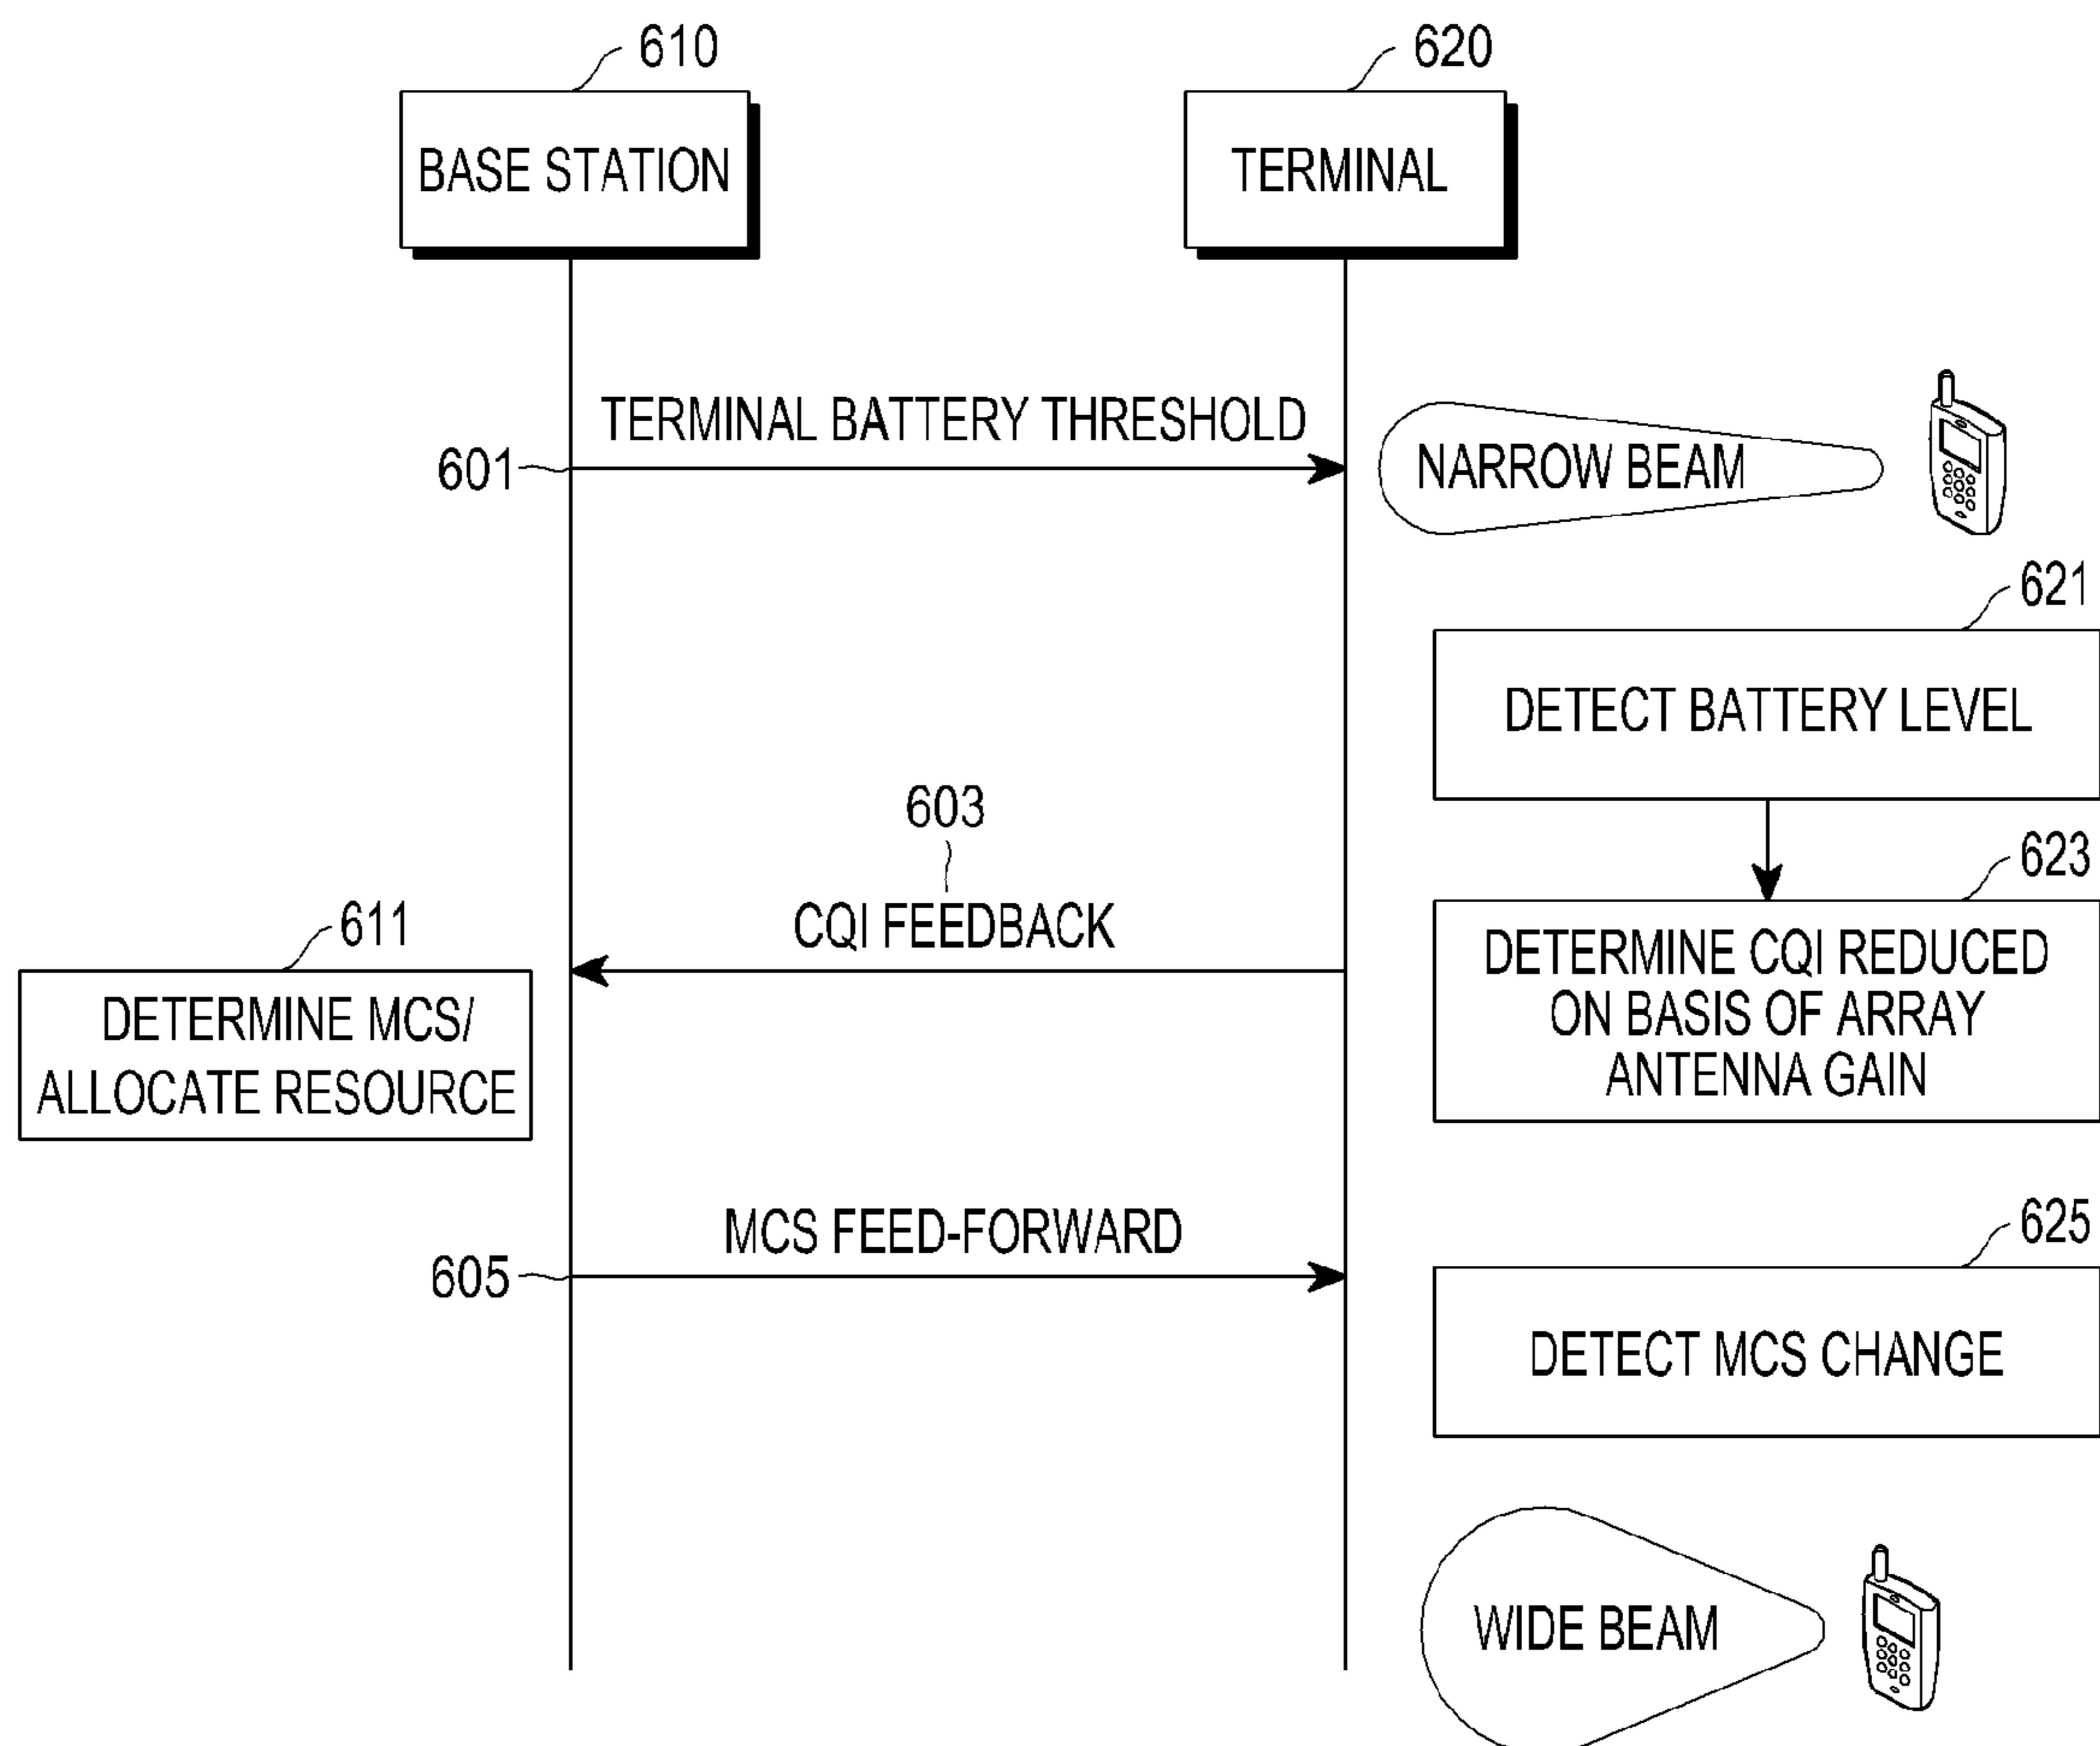 610
620
BASE STATION
TERMINAL
TERMINAL BATTERY THRESHOLD
601
NARROW BEAM
621
DETECT BATTERY LEVEL
603
CQI FEEDBACK
623
DETERMINE CQI REDUCED
ON BASIS OF ARRAY
ANTENNA GAIN
611
DETERMINE MCS/
ALLOCATE RESOURCE
MCS FEED-FORWARD
605
625
DETECT MCS CHANGE
WIDE BEAM